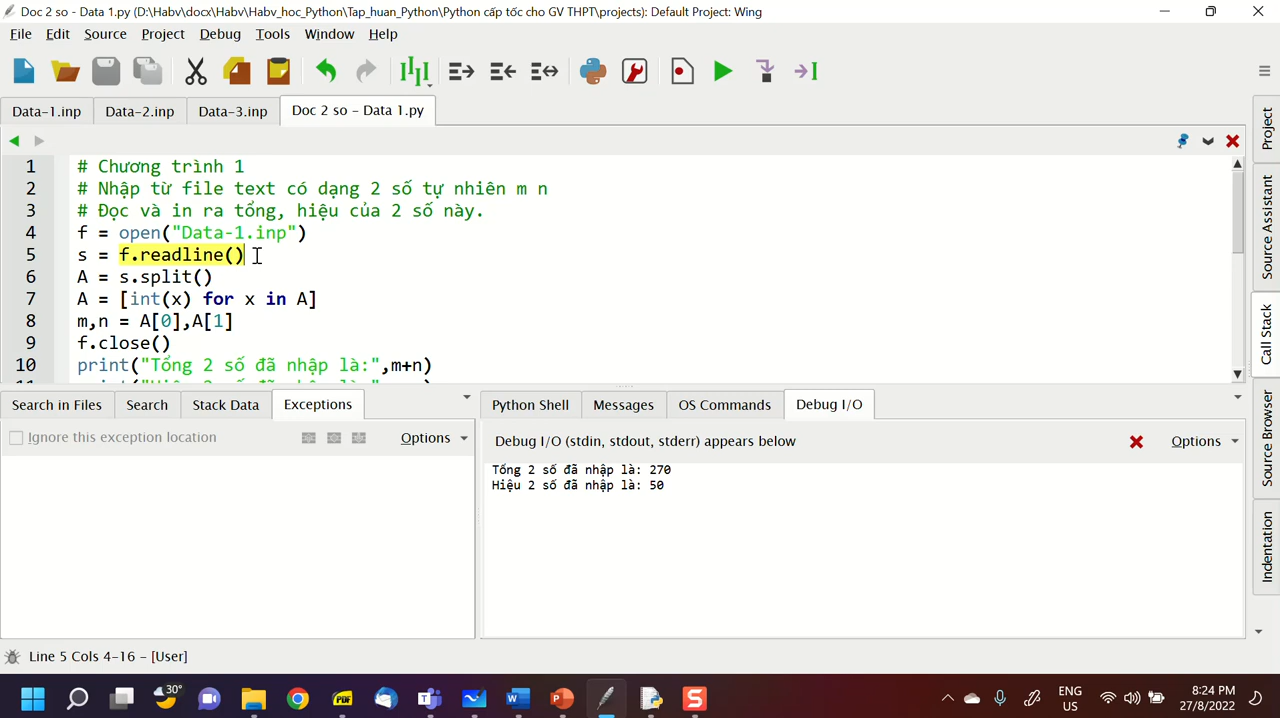 Doc 2 so - Data 1.py (D:\Habv\docx\Habv\Habv_hoc_Python\Tap_huan_Python\Python cấp tốc cho GV THPT\projects): Default Project: Wing
File Edit Source Project Debug Tools Window Help
Data-1.inp Data-2.inp Data-3.inp Doc 2 so - Data 1.py
1 # Chương trình 1
2 # Nhập từ file text có dạng 2 số tự nhiên m n
3 # Đọc và in ra tổng, hiệu của 2 số này.
4 f = open("Data-1.inp")
5 s = f.readline()
6 A = s.split()
7 A = [int(x) for x in A]
8 m,n = A[0],A[1]
9 f.close()
10 print("Tổng 2 số đã nhập là:",m+n)
Project
Source Assistant
Call Stack
Source Browser
Indentation
Search in Files Search Stack Data Exceptions
Ignore this exception location Options
Python Shell Messages OS Commands Debug I/O
Debug I/O (stdin, stdout, stderr) appears below Options
Tổng 2 số đã nhập là: 270
Hiệu 2 số đã nhập là: 50
Line 5 Cols 4-16 - [User]
30°
PDF
ENG
US
8:24 PM
27/8/2022